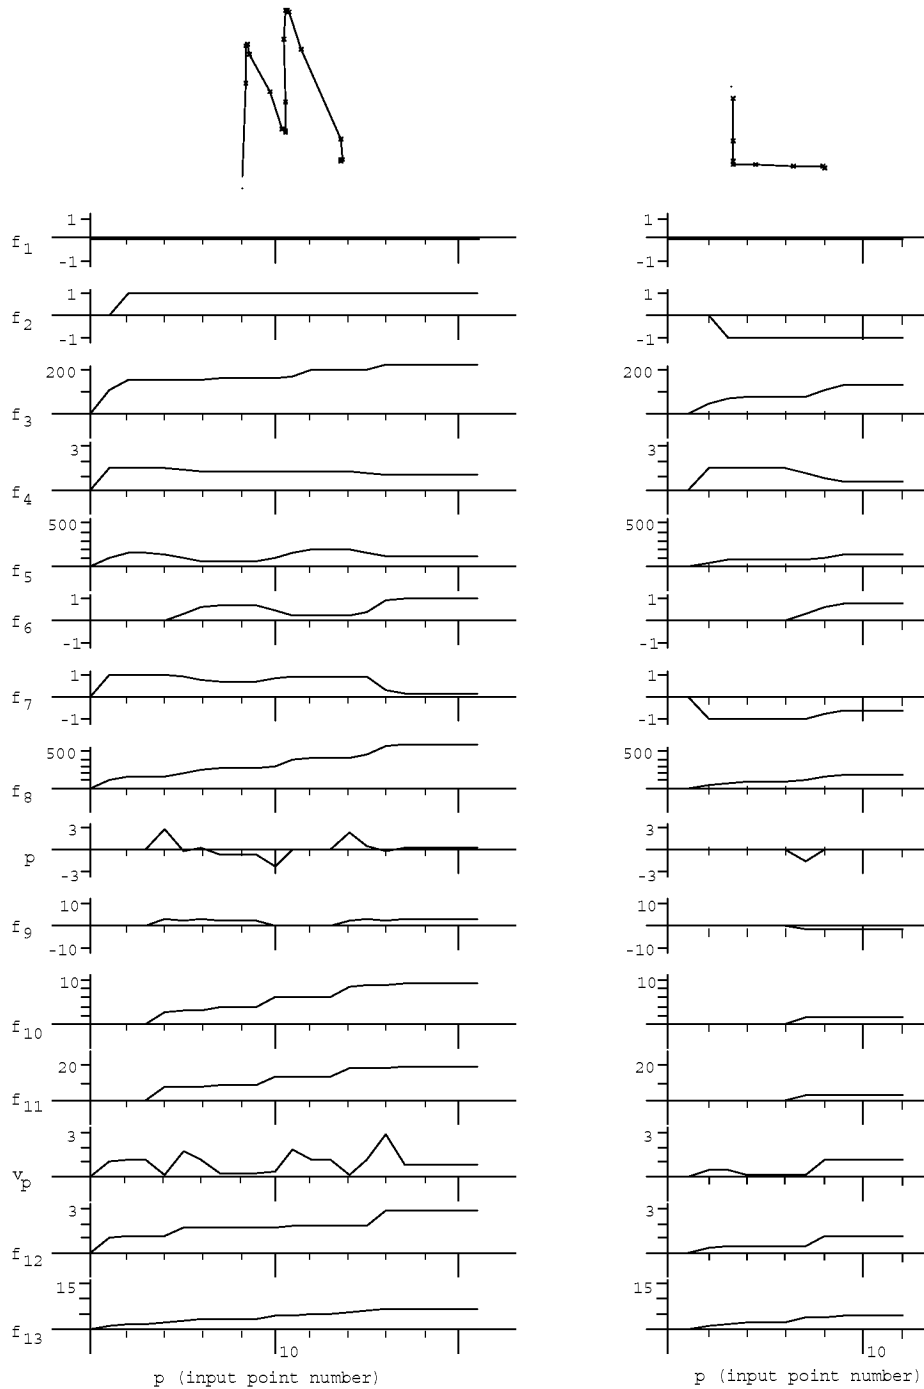 1 1
f1
-1 -1
1 1
f2
-1 -1
200 200
f3
3 3
f4
500 500
f5
1 1
f6
-1 -1
1 1
f7
-1 -1
500 500
f8
3 3
p
-3 -3
10 10
f9
-10 -10
10 10
f10
20 20
f11
3 3
vp
3 3
f12
15 15
f13
10 10
p (input point number) p (input point number)